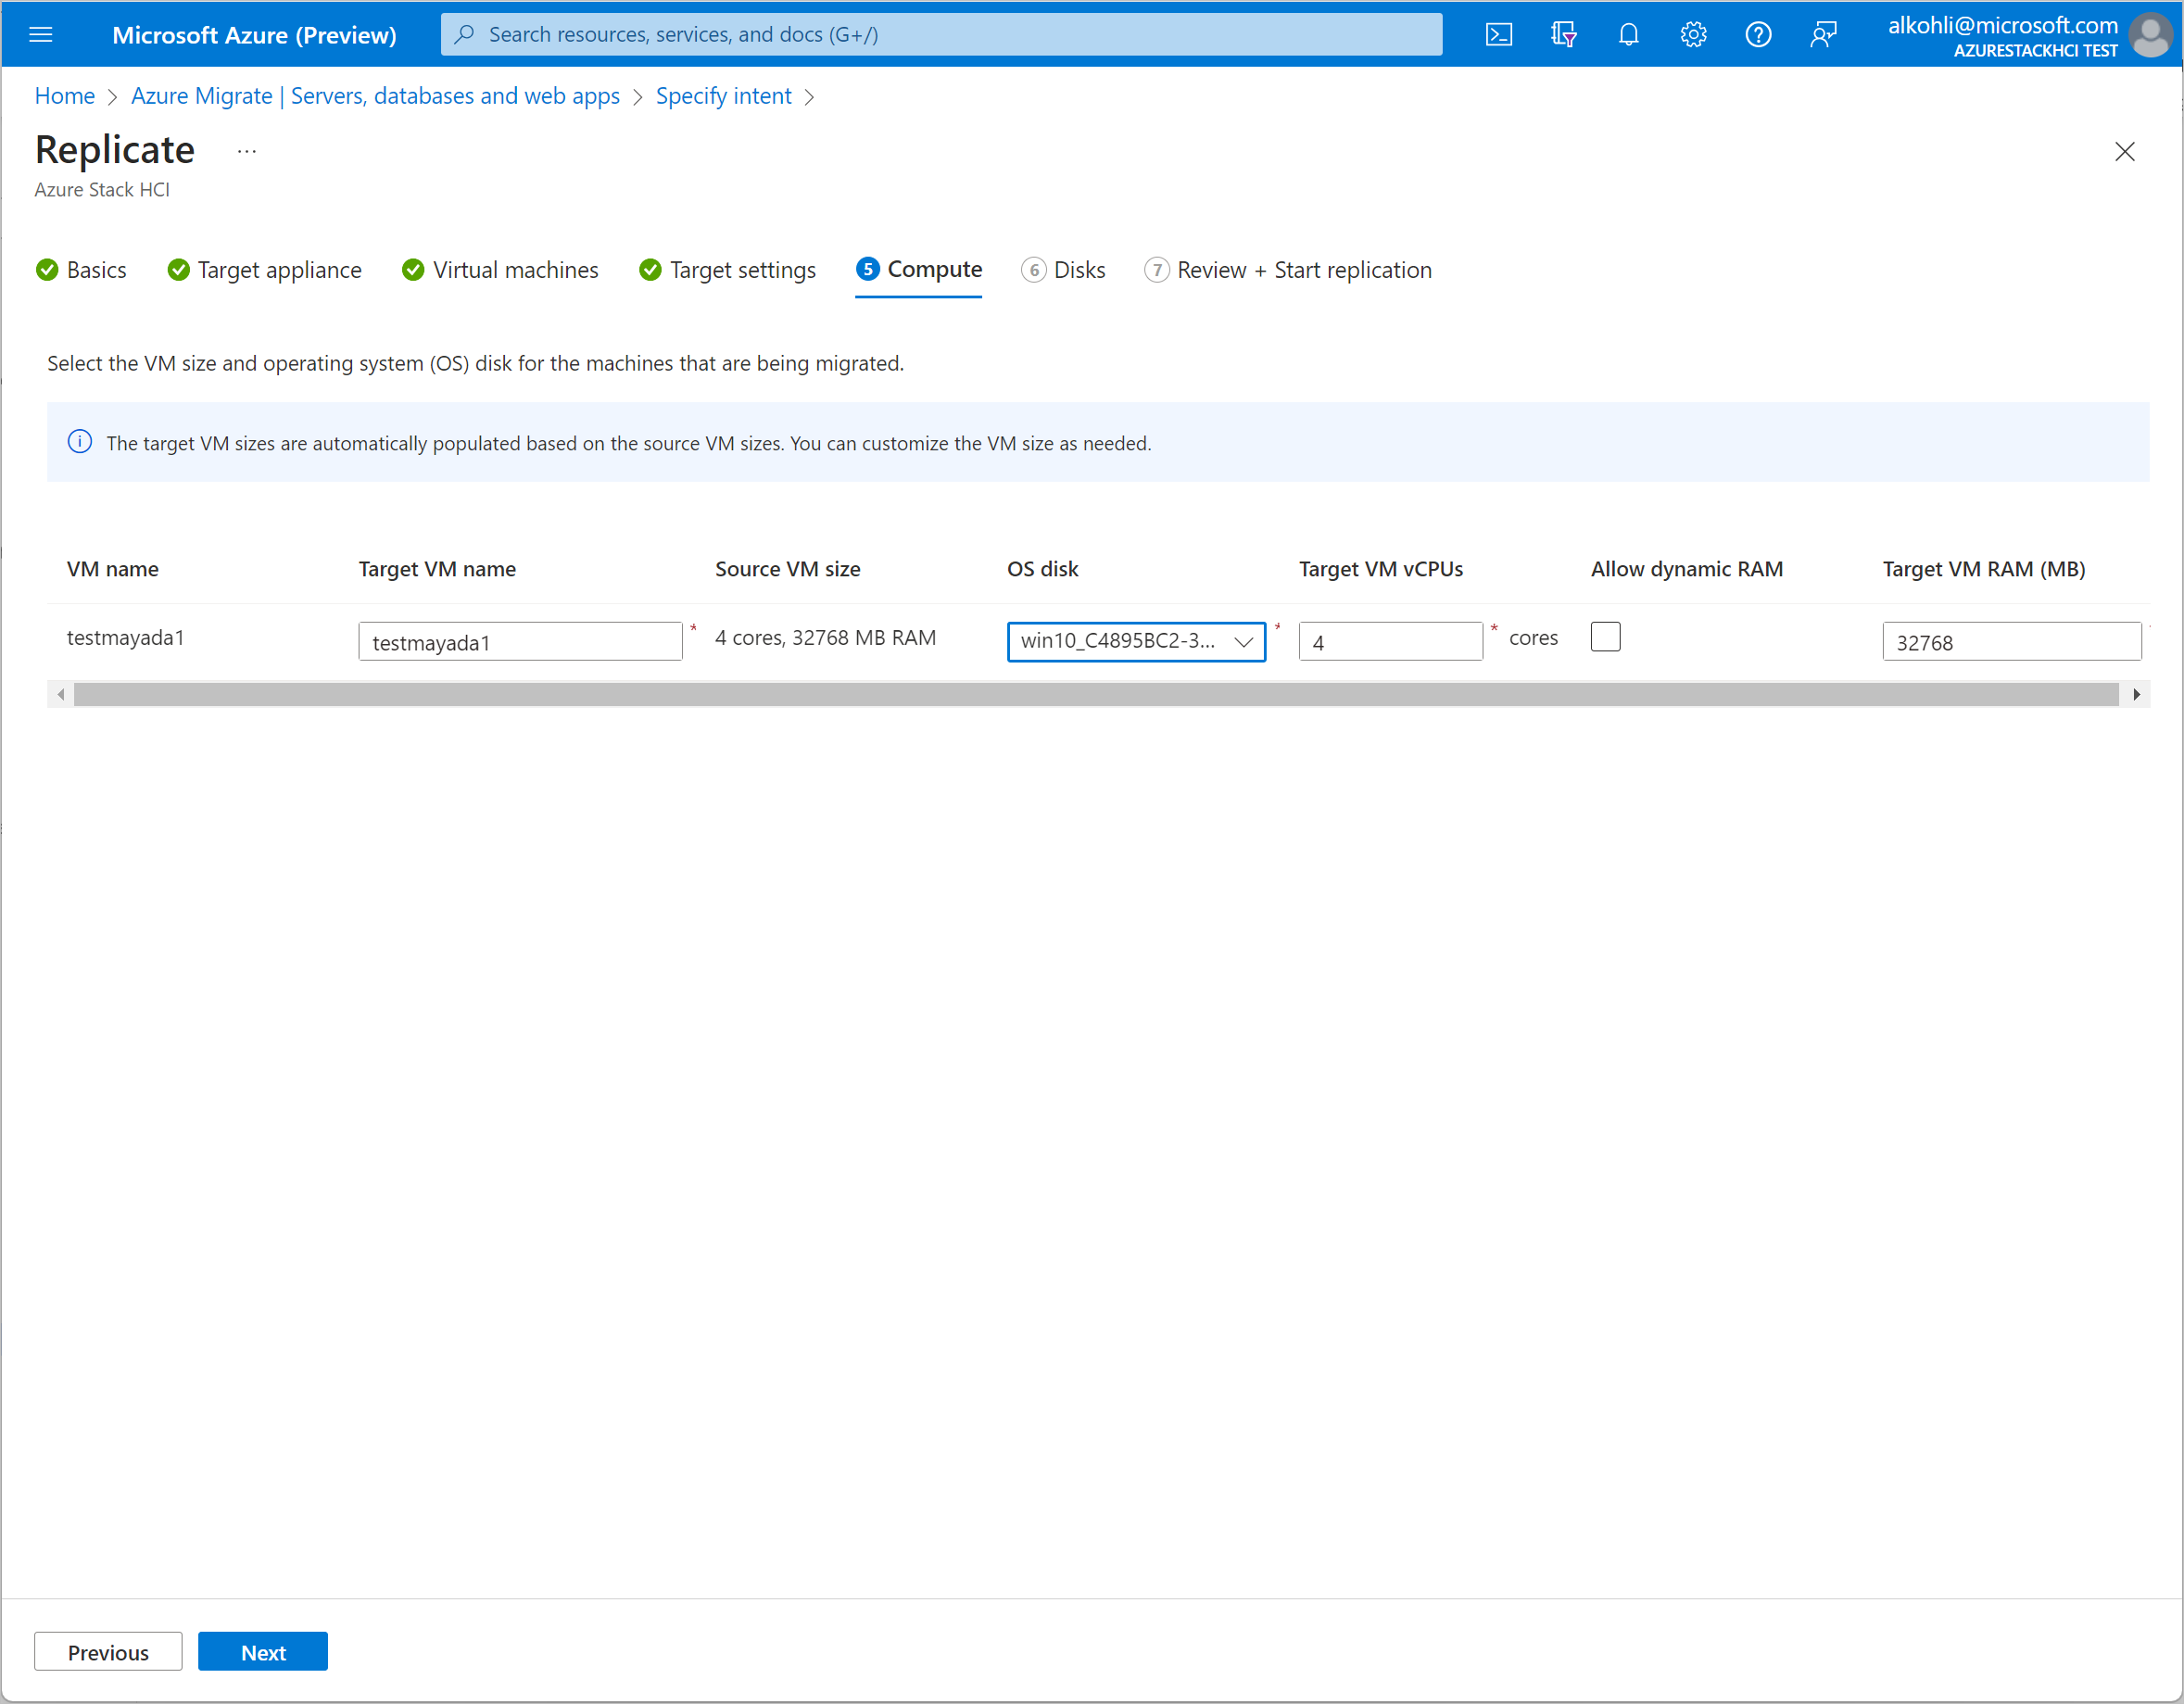 Microsoft Azure (Preview)
Search resources, services, and docs (G+/)
alkohli@microsoft.com
AZURESTACKHCI TEST
Home > Azure Migrate | Servers, databases and web apps > Specify intent >
Replicate ...
Azure Stack HCI
Basics Target appliance Virtual machines Target settings 5 Compute 6 Disks 7 Review + Start replication
Select the VM size and operating system (OS) disk for the machines that are being migrated.
The target VM sizes are automatically populated based on the source VM sizes. You can customize the VM size as needed.
VM name Target VM name Source VM size OS disk Target VM vCPUs Allow dynamic RAM Target VM RAM (MB)
testmayada1 testmayada1 * 4 cores, 32768 MB RAM win10_C4895BC2-3... * 4 * cores 32768
Previous Next